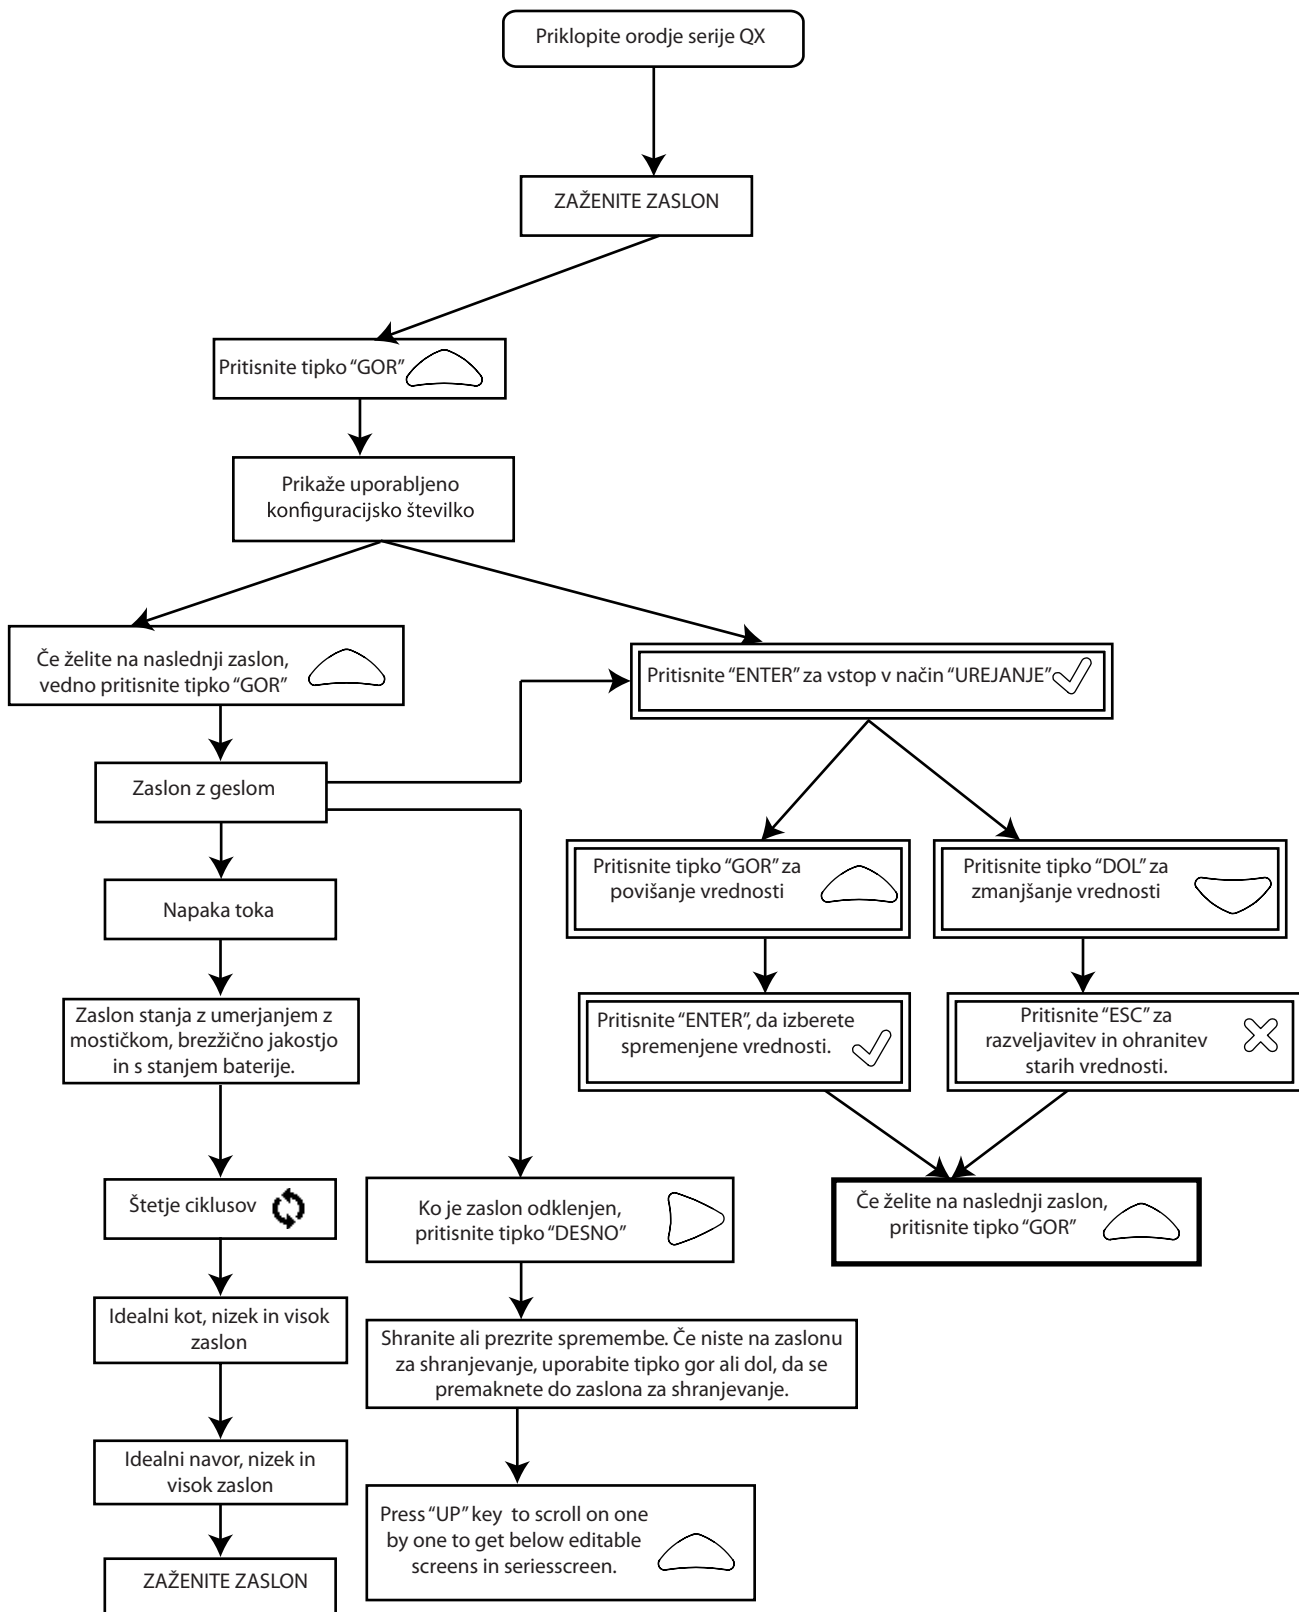 Priklopite orodje serije QX
ZAŽENITE ZASLON
Pritisnite tipko “GOR”
Prikaže uporabljeno
konfiguracijsko številko
Če želite na naslednji zaslon,
vedno pritisnite tipko “GOR”
Pritisnite “ENTER” za vstop v način “UREJANJE”
Zaslon z geslom
Pritisnite tipko “GOR” za
povišanje vrednosti
Pritisnite tipko “DOL” za
zmanjšanje vrednosti
Napaka toka
Zaslon stanja z umerjanjem z
mostičkom, brezžično jakostjo
in s stanjem baterije.
Pritisnite “ENTER”, da izberete
spremenjene vrednosti.
Pritisnite “ESC” za
razveljavitev in ohranitev
starih vrednosti.
Štetje ciklusov
Ko je zaslon odklenjen,
pritisnite tipko “DESNO”
Če želite na naslednji zaslon,
pritisnite tipko “GOR”
Idealni kot, nizek in visok
zaslon
Shranite ali prezrite spremembe. Če niste na zaslonu
za shranjevanje, uporabite tipko gor ali dol, da se
premaknete do zaslona za shranjevanje.
Idealni navor, nizek in
visok zaslon
Press “UP” key to scroll on one
by one to get below editable
screens in seriesscreen.
ZAŽENITE ZASLON